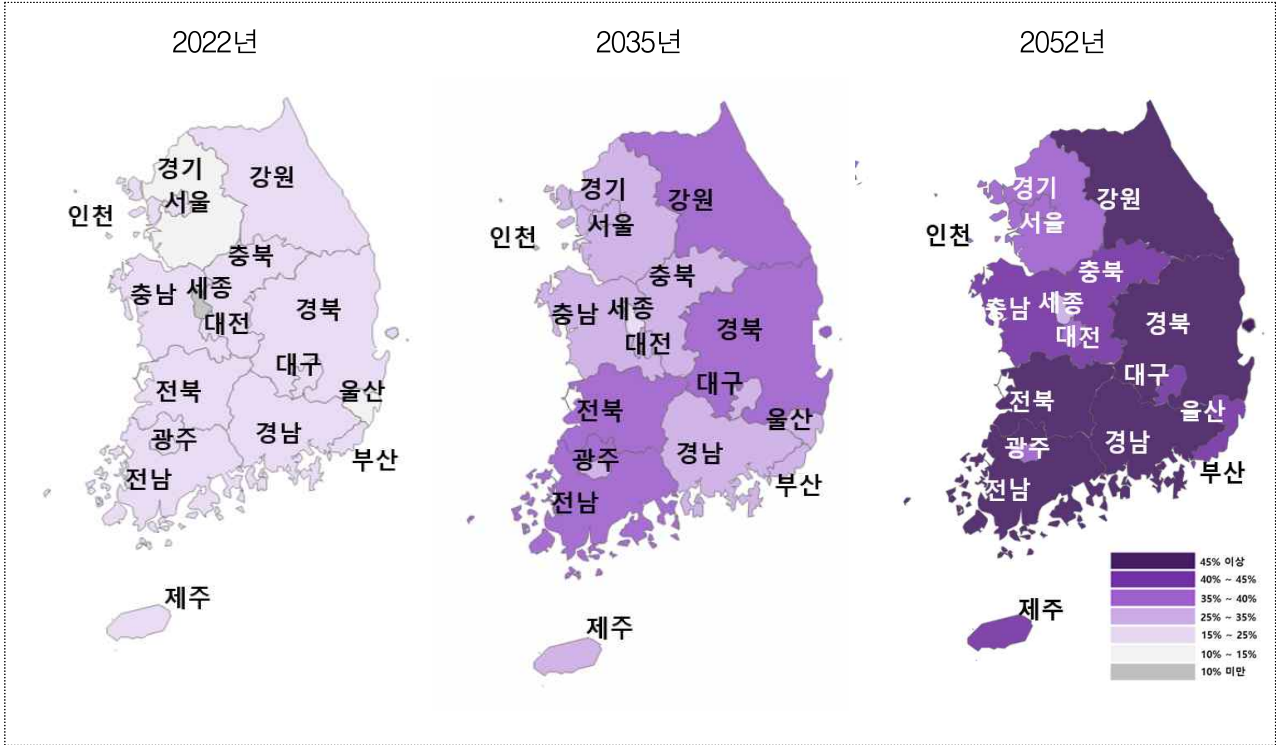 2022년
2035년
2052년
경기
서울
인천
강원
충북
충남
세종
대전
경북
대구
전북
울산
광주
경남
부산
전남
제주
경기
강원
서울
인천
충북
충남
세종
대전
경북
대구
전북
울산
광주
경남
부산
전남
제주
경기
강원
서울
인천
충북
충남
세종
대전
경북
대구
전북
울산
광주
경남
부산
전남
제주
45% 이상
40% ~ 45%
35% ~ 40%
25% ~ 35%
15% ~ 25%
10% ~ 15%
10% 미만